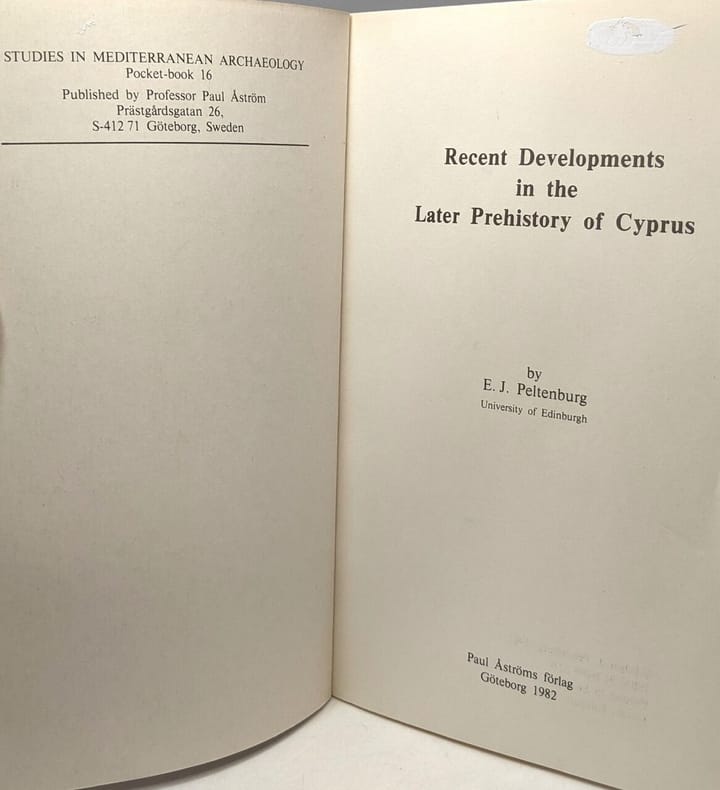 STUDIES IN MEDITERRANEAN ARCHAEOLOGY
Pocket-book 16
Published by Professor Paul Åström
Prästgårdsgatan 26,
S-412 71 Göteborg, Sweden
Recent Developments
in the
Later Prehistory of Cyprus
by
E. J. Peltenburg
University of Edinburgh
Paul Åströms förlag
Göteborg 1982